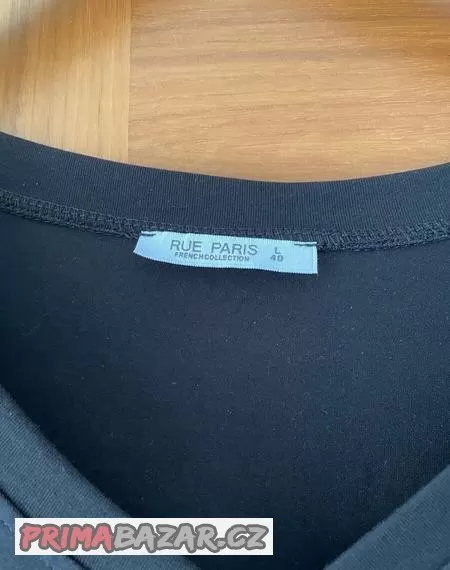 RUE PARIS L
FRENCHCOLLECTION 40
PRIMABAZAR.CZ